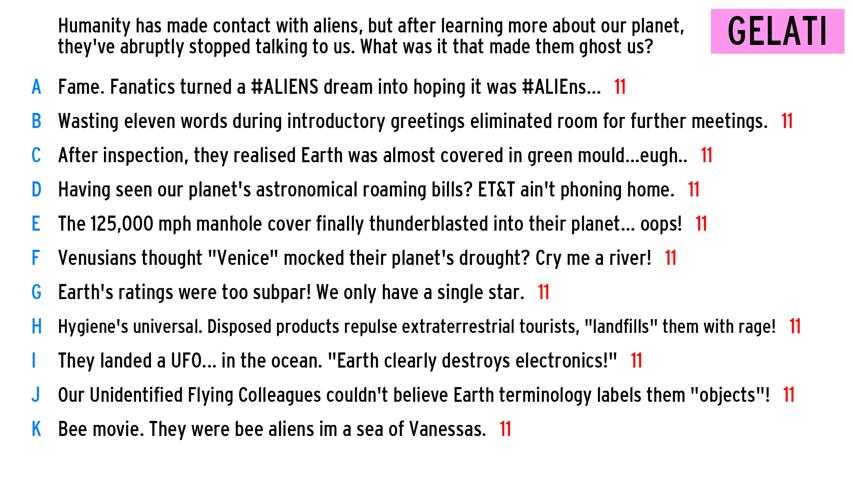 Humanity has made contact with aliens, but after learning more about our planet,
they've abruptly stopped talking to us. What was it that made them ghost us?
GELATI
A Fame. Fanatics turned a #ALIENS dream into hoping it was #ALIEns... 11
B Wasting eleven words during introductory greetings eliminated room for further meetings. 11
C After inspection, they realised Earth was almost covered in green mould...eugh.. 11
D Having seen our planet's astronomical roaming bills? ET&T ain't phoning home. 11
E The 125,000 mph manhole cover finally thunderblasted into their planet... oops! 11
F Venusians thought "Venice" mocked their planet's drought? Cry me a river! 11
G Earth's ratings were too subpar! We only have a single star. 11
H Hygiene's universal. Disposed products repulse extraterrestrial tourists, "landfills" them with rage! 11
I They landed a UFO... in the ocean. "Earth clearly destroys electronics!" 11
J Our Unidentified Flying Colleagues couldn't believe Earth terminology labels them "objects"! 11
K Bee movie. They were bee aliens im a sea of Vanessas. 11